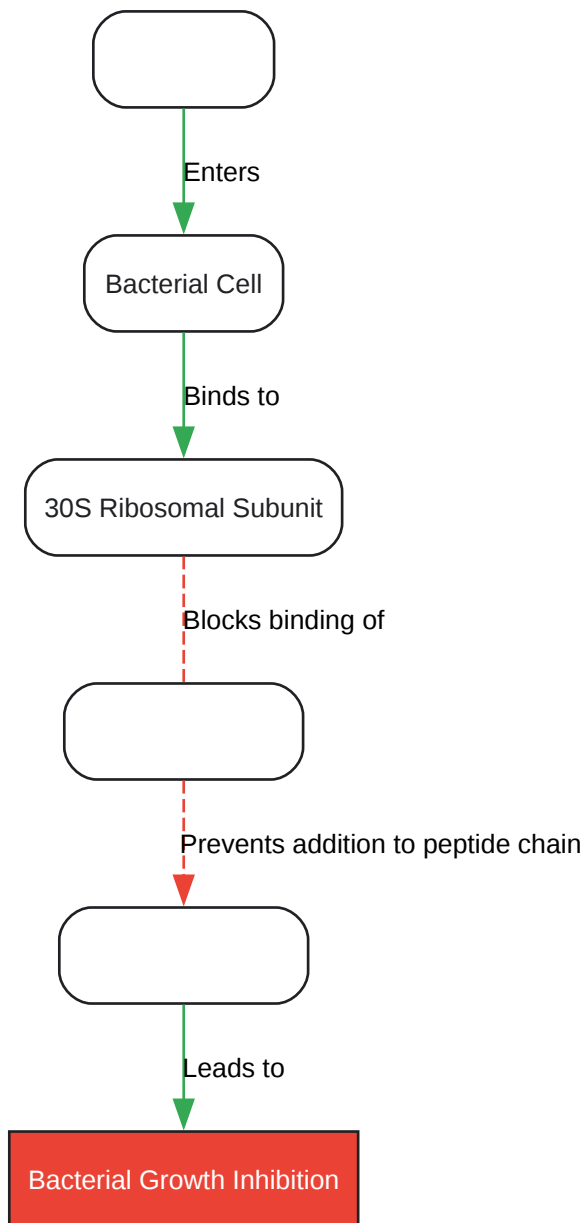 Enters
Bacterial Cell
Binds to
30S Ribosomal Subunit
Blocks binding of
Prevents addition to peptide chain
Leads to
Bacterial Growth Inhibition